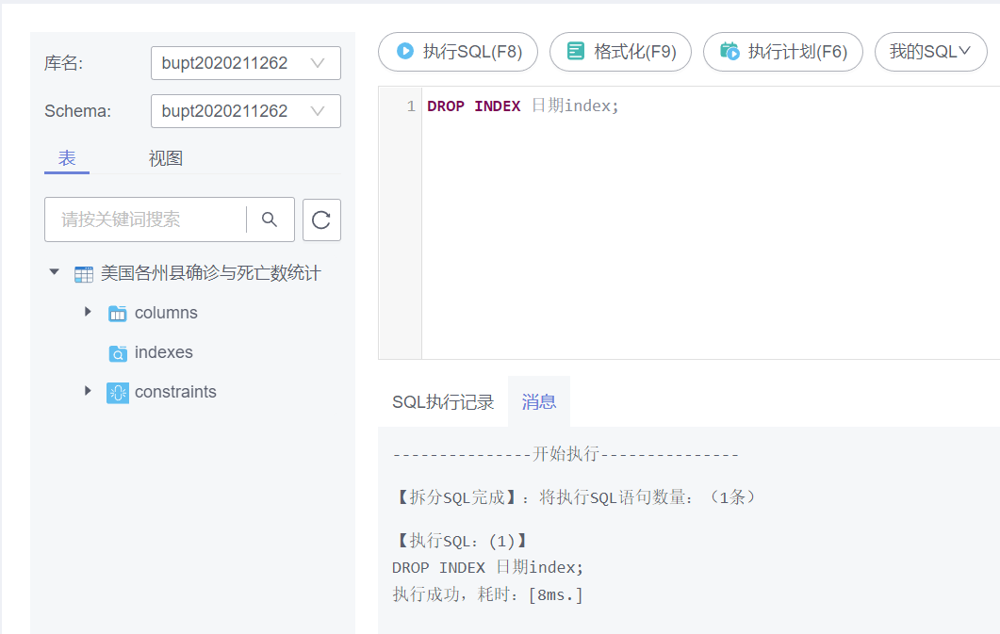 库名:
bupt2020211262
Schema:
bupt2020211262
表
视图
请按关键词搜索
美国各州县确诊与死亡数统计
columns
indexes
constraints
执行SQL(F8)
格式化(F9)
执行计划(F6)
我的SQL
1
DROP INDEX 日期index;
SQL执行记录
消息
---------------开始执行---------------
【拆分SQL完成】：将执行SQL语句数量：（1条）
【执行SQL：(1)】
DROP INDEX 日期index;
执行成功，耗时：[8ms.]